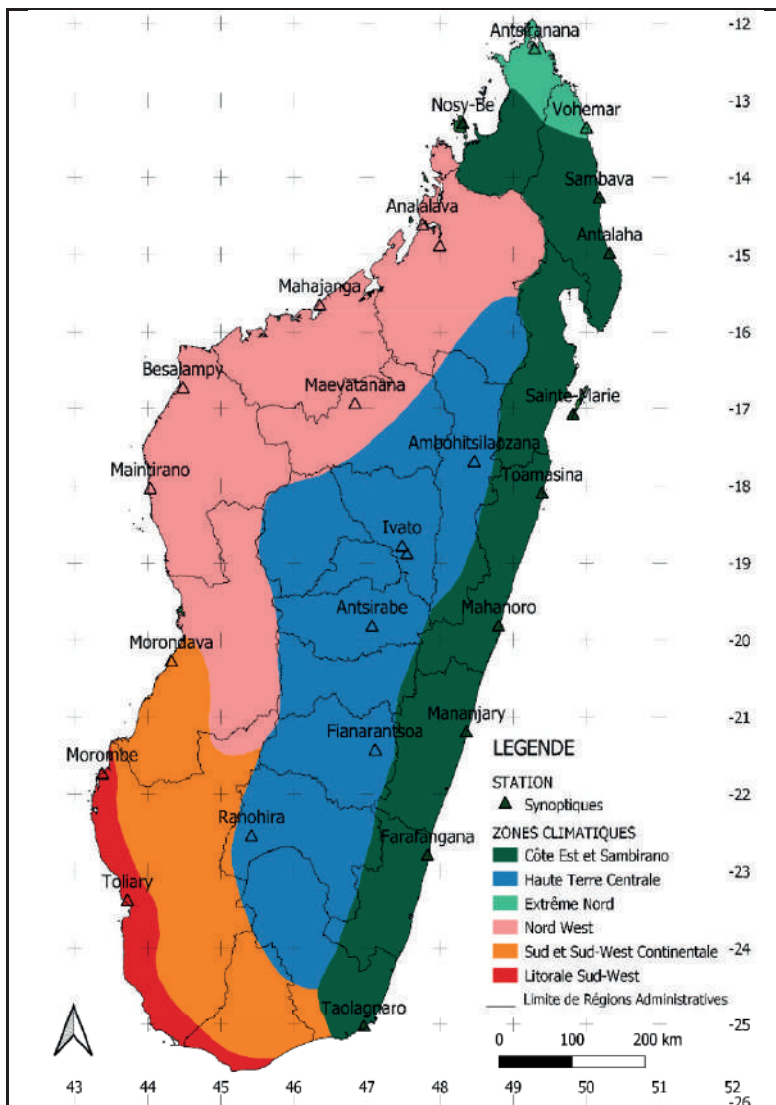 Antsiranana
-12
Nosy-Be
Vohemar
-13
Sambava
-14
Analalava
Antalaha
-15
Mahajanga
-16
Besalampy
Maevatanana
Sainte-Marie
-17
Ambohitsilaozana
Maintirano
Toamasina
-18
Ivato
-19
Antsirabe
Mahanoro
Morondava
-20
Mananjary
-21
Fianarantsoa
LEGENDE
Morombe
STATION
Synoptiques
-22
Ranohira
Farafangana
ZONES CLIMATIQUES
Côte Est et Sambirano
Haute Terre Centrale
-23
Toliary
Extrême Nord
Nord West
-24
Sud et Sud-West Continentale
Litorale Sud-West
Limite de Régions Administratives
Taolagnaro
-25
0 100 200 km
43 44 45 46 47 48 49 50 51 52
-26